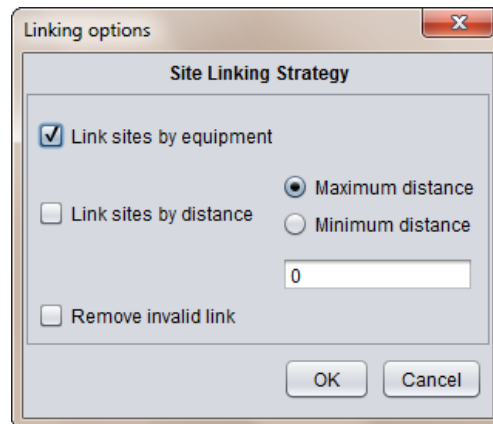 Linking options
Site Linking Strategy
Link sites by equipment
Link sites by distance
Maximum distance
Minimum distance
0
Remove invalid link
OK
Cancel